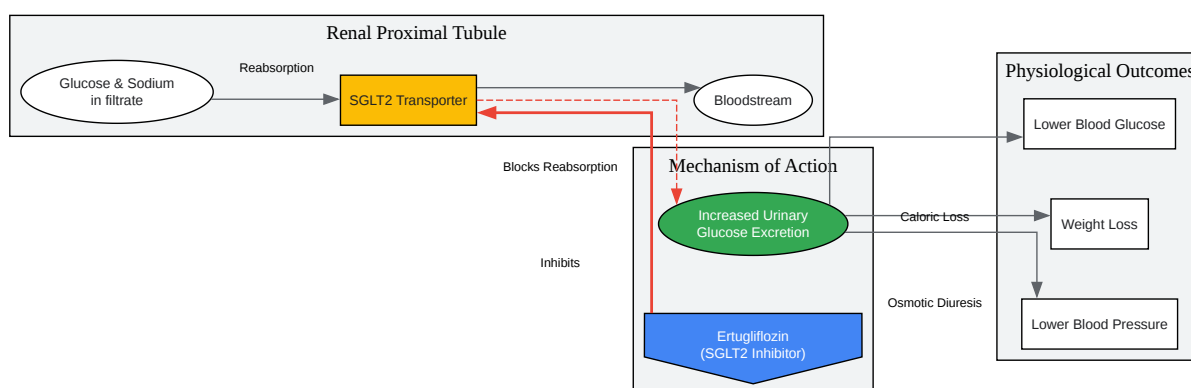 Renal Proximal Tubule
Glucose & Sodium
in filtrate
Reabsorption
SGLT2 Transporter
Bloodstream
Physiological Outcomes
Lower Blood Glucose
Blocks Reabsorption
Mechanism of Action
Increased Urinary
Glucose Excretion
Caloric Loss
Weight Loss
Inhibits
Osmotic Diuresis
Lower Blood Pressure
Ertugliflozin
(SGLT2 Inhibitor)